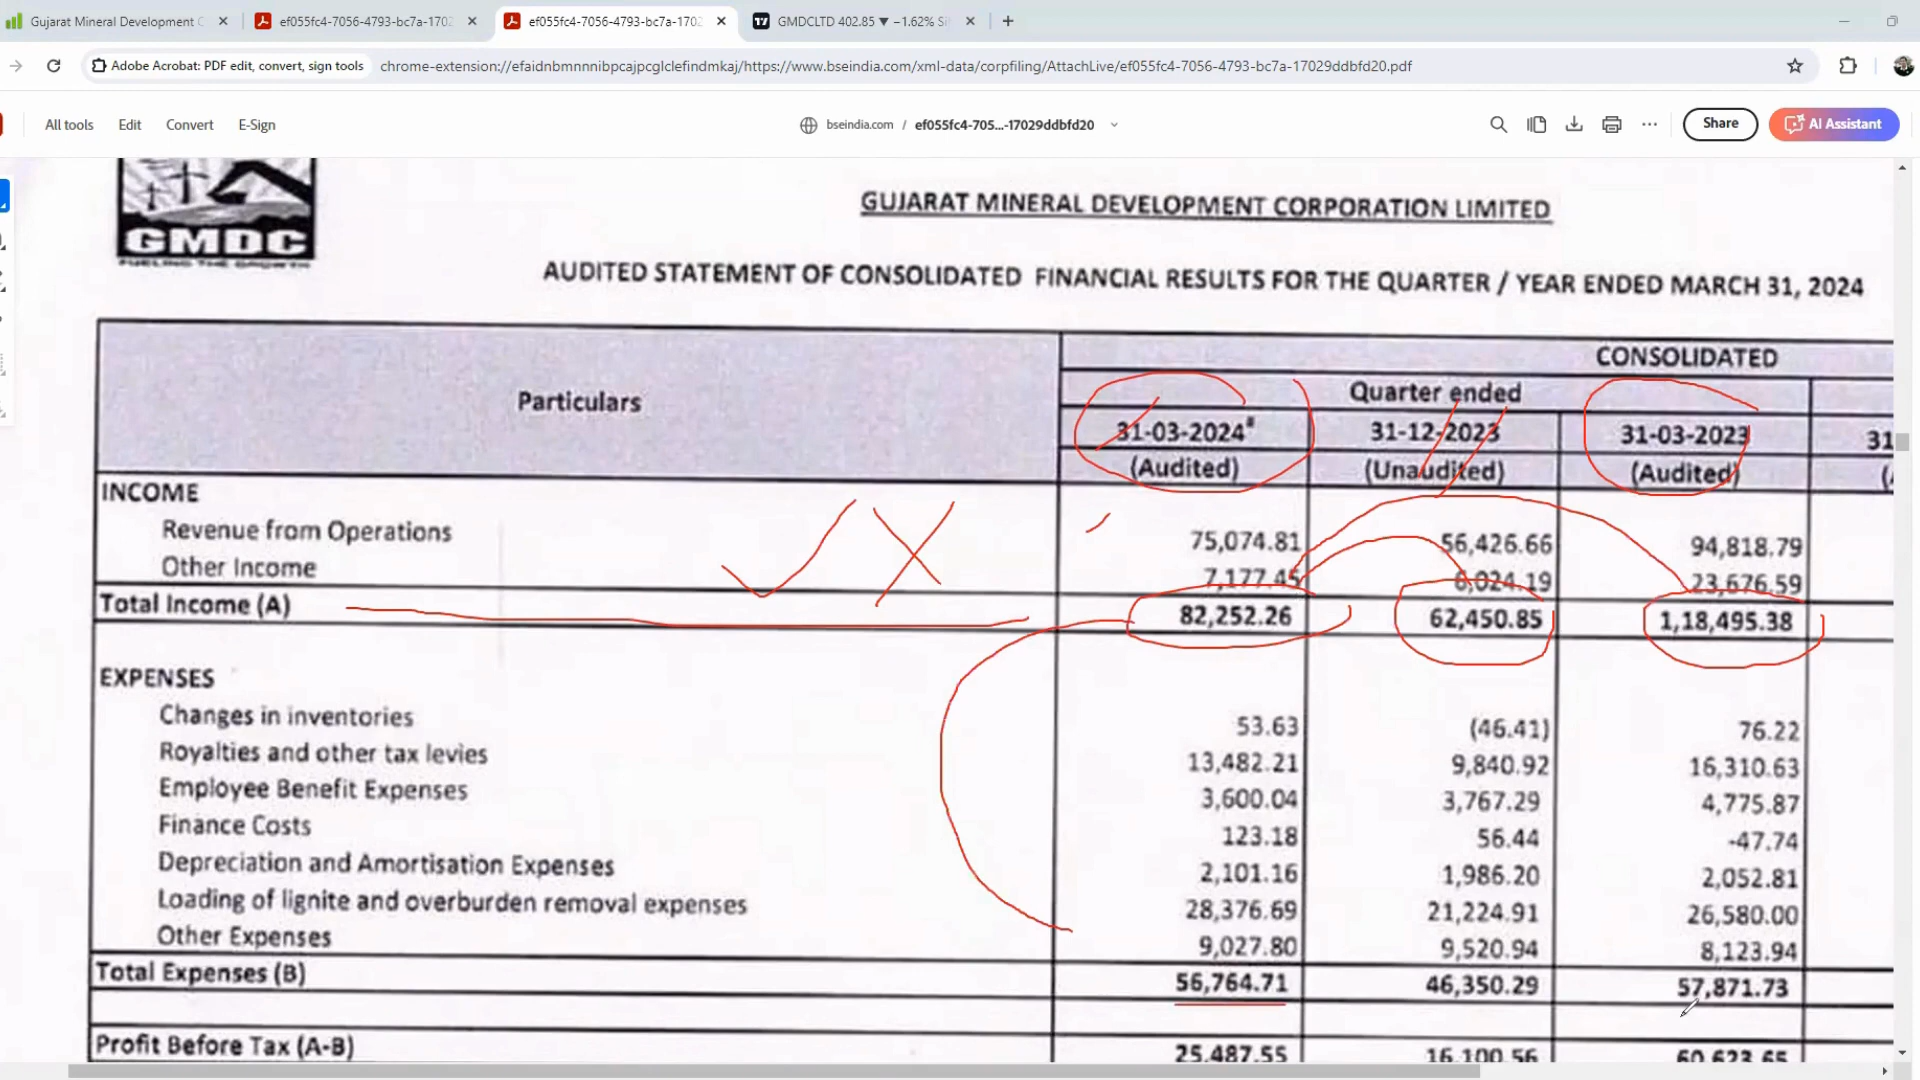 Gujarat Mineral Development C
ef055fc4-7056-4793-bc7a-1702
ef055fc4-7056-4793-bc7a-1702
GMDCLTD 402.85 ▼ −1.62%
Adobe Acrobat: PDF edit, convert, sign tools
chrome-extension://efaidnbmnnnibpcajpcglclefindmkaj/https://www.bseindia.com/xml-data/corpfiling/AttachLive/ef055fc4-7056-4793-bc7a-17029ddbfd20.pdf
All tools Edit Convert E-Sign
bseindia.com / ef055fc4-705...-17029ddbfd20
Share
AI Assistant
GMDC
FUELING THE GROWTH
GUJARAT MINERAL DEVELOPMENT CORPORATION LIMITED
AUDITED STATEMENT OF CONSOLIDATED FINANCIAL RESULTS FOR THE QUARTER / YEAR ENDED MARCH 31, 2024
CONSOLIDATED
Particulars Quarter ended
31-03-2024 31-12-2023 31-03-2023 31
(Audited) (Unaudited) (Audited)
INCOME
Revenue from Operations 75,074.81 56,426.66 94,818.79
Other Income 7,177.45 6,024.19 23,676.59
Total Income (A) 82,252.26 62,450.85 1,18,495.38
EXPENSES
Changes in inventories 53.63 (46.41) 76.22
Royalties and other tax levies 13,482.21 9,840.92 16,310.63
Employee Benefit Expenses 3,600.04 3,767.29 4,775.87
Finance Costs 123.18 56.44 -47.74
Depreciation and Amortisation Expenses 2,101.16 1,986.20 2,052.81
Loading of lignite and overburden removal expenses 28,376.69 21,224.91 26,580.00
Other Expenses 9,027.80 9,520.94 8,123.94
Total Expenses (B) 56,764.71 46,350.29 57,871.73
Profit Before Tax (A-B) 25,487.55 16,100.56 60,623.65